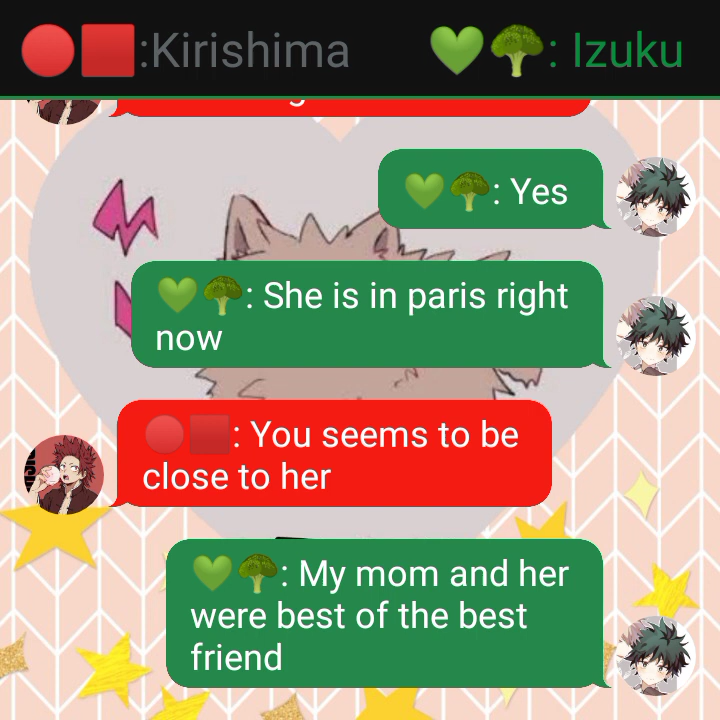 🔴🟥:Kirishima 💚🥦: Izuku
💚🥦: Yes
💚🥦: She is in paris right
now
🔴🟥: You seems to be
close to her
💚🥦: My mom and her
were best of the best
friend